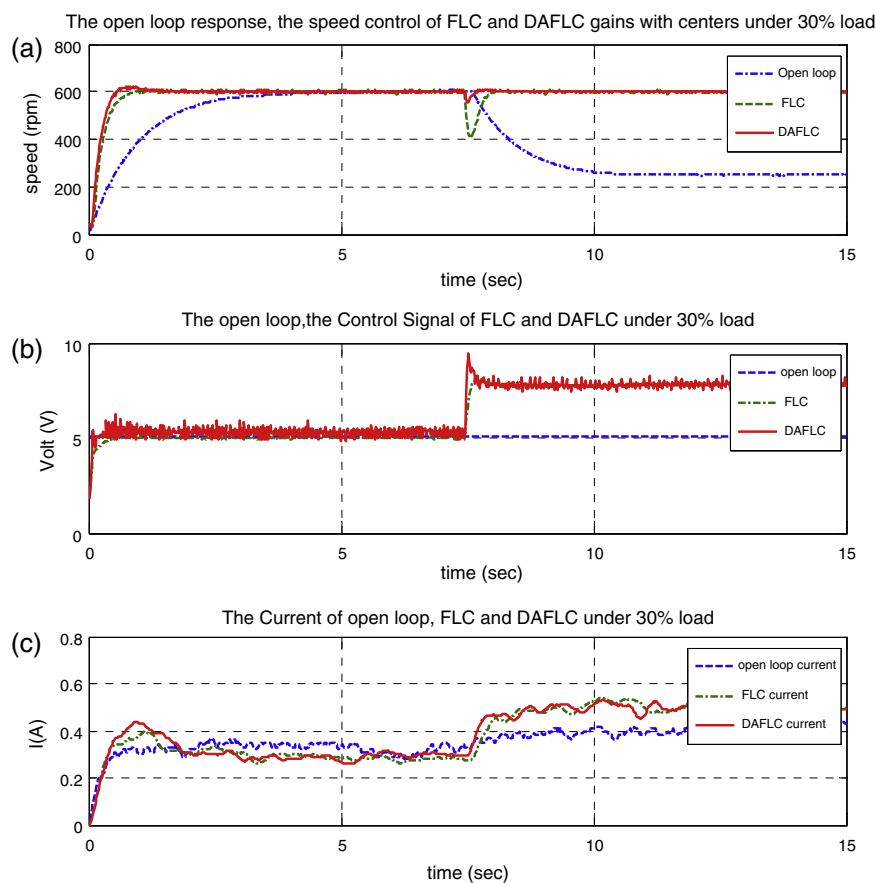 The open loop response, the speed control of FLC and DAFLC gains with centers under 30% load
(a)
800
600
400
200
0
speed (rpm)
Open loop
FLC
DAFLC
0 5 10 15
time (sec)
The open loop,the Control Signal of FLC and DAFLC under 30% load
(b)
10
5
0
Volt (V)
open loop
FLC
DAFLC
0 5 10 15
time (sec)
The Current of open loop, FLC and DAFLC under 30% load
(c)
0.8
0.6
0.4
0.2
0
I(A)
open loop current
FLC current
DAFLC current
0 5 10 15
time (sec)